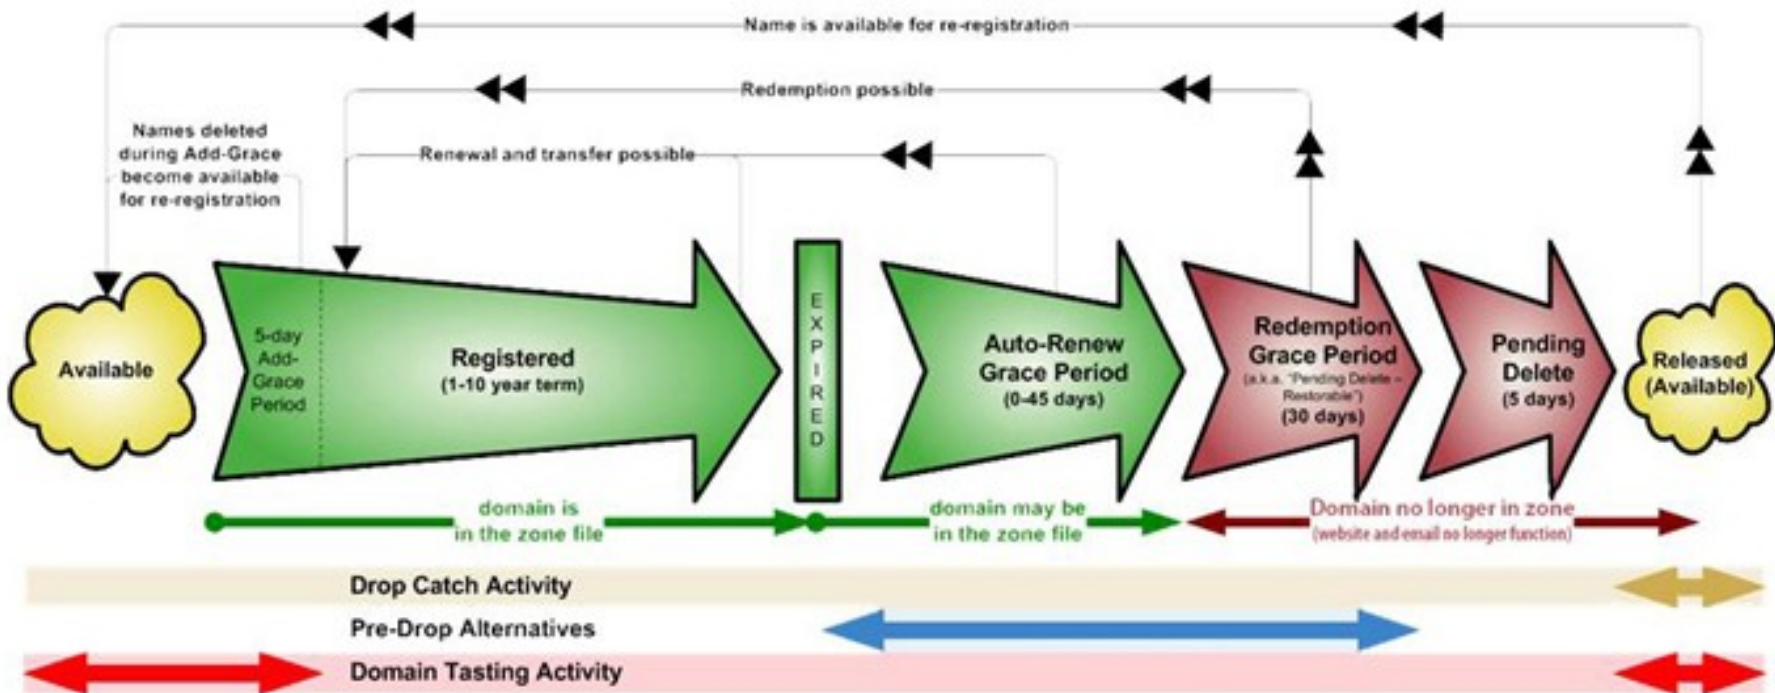 Name is available for re-registration
Redemption possible
Names deleted
during Add-Grace
become available
for re-registration
Renewal and transfer possible
Available
5-day
Add-
Grace
Period
Registered
(1-10 year term)
EXPIRED
Auto-Renew
Grace Period
(0-45 days)
Redemption
Grace Period
(a.k.a. "Pending Delete –
Restorable")
(30 days)
Pending
Delete
(5 days)
Released
(Available)
domain is
in the zone file
domain may be
in the zone file
Domain no longer in zone
(website and email no longer function)
Drop Catch Activity
Pre-Drop Alternatives
Domain Tasting Activity